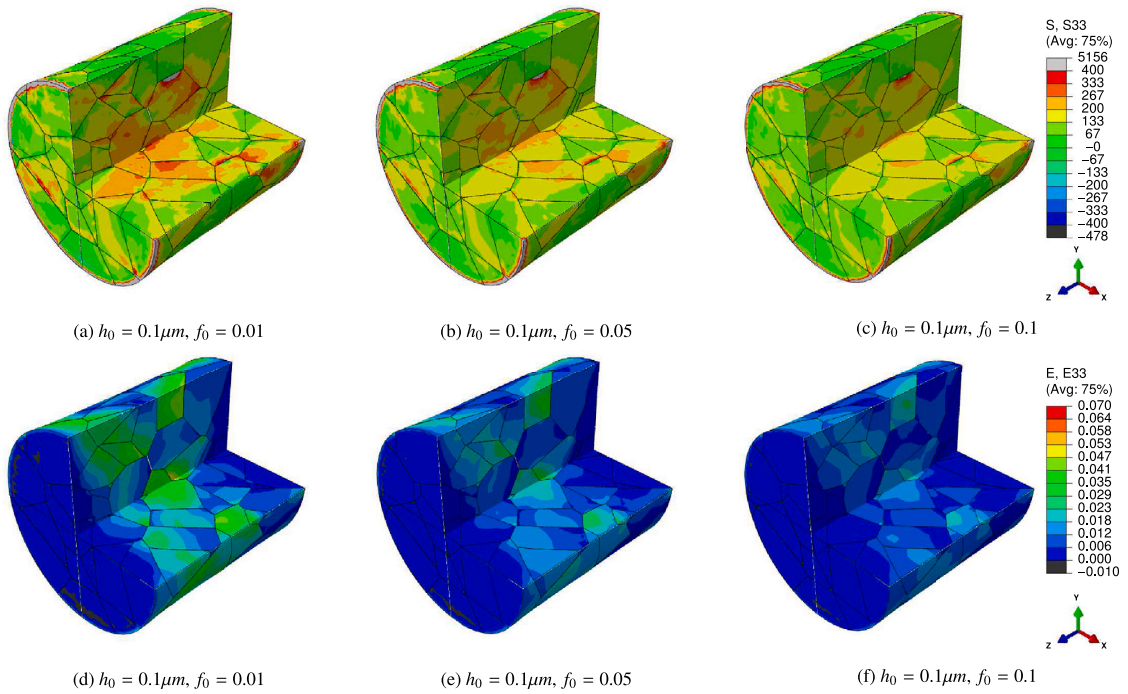 S, S33
(Avg: 75%)
5156
400
333
267
200
133
67
−0
−67
−133
−200
−267
−333
−400
−478
Y
Z X
(a) h₀ = 0.1μm, f₀ = 0.01
(b) h₀ = 0.1μm, f₀ = 0.05
(c) h₀ = 0.1μm, f₀ = 0.1
E, E33
(Avg: 75%)
0.070
0.064
0.058
0.053
0.047
0.041
0.035
0.029
0.023
0.018
0.012
0.006
0.000
−0.010
Y
Z X
(d) h₀ = 0.1μm, f₀ = 0.01
(e) h₀ = 0.1μm, f₀ = 0.05
(f) h₀ = 0.1μm, f₀ = 0.1